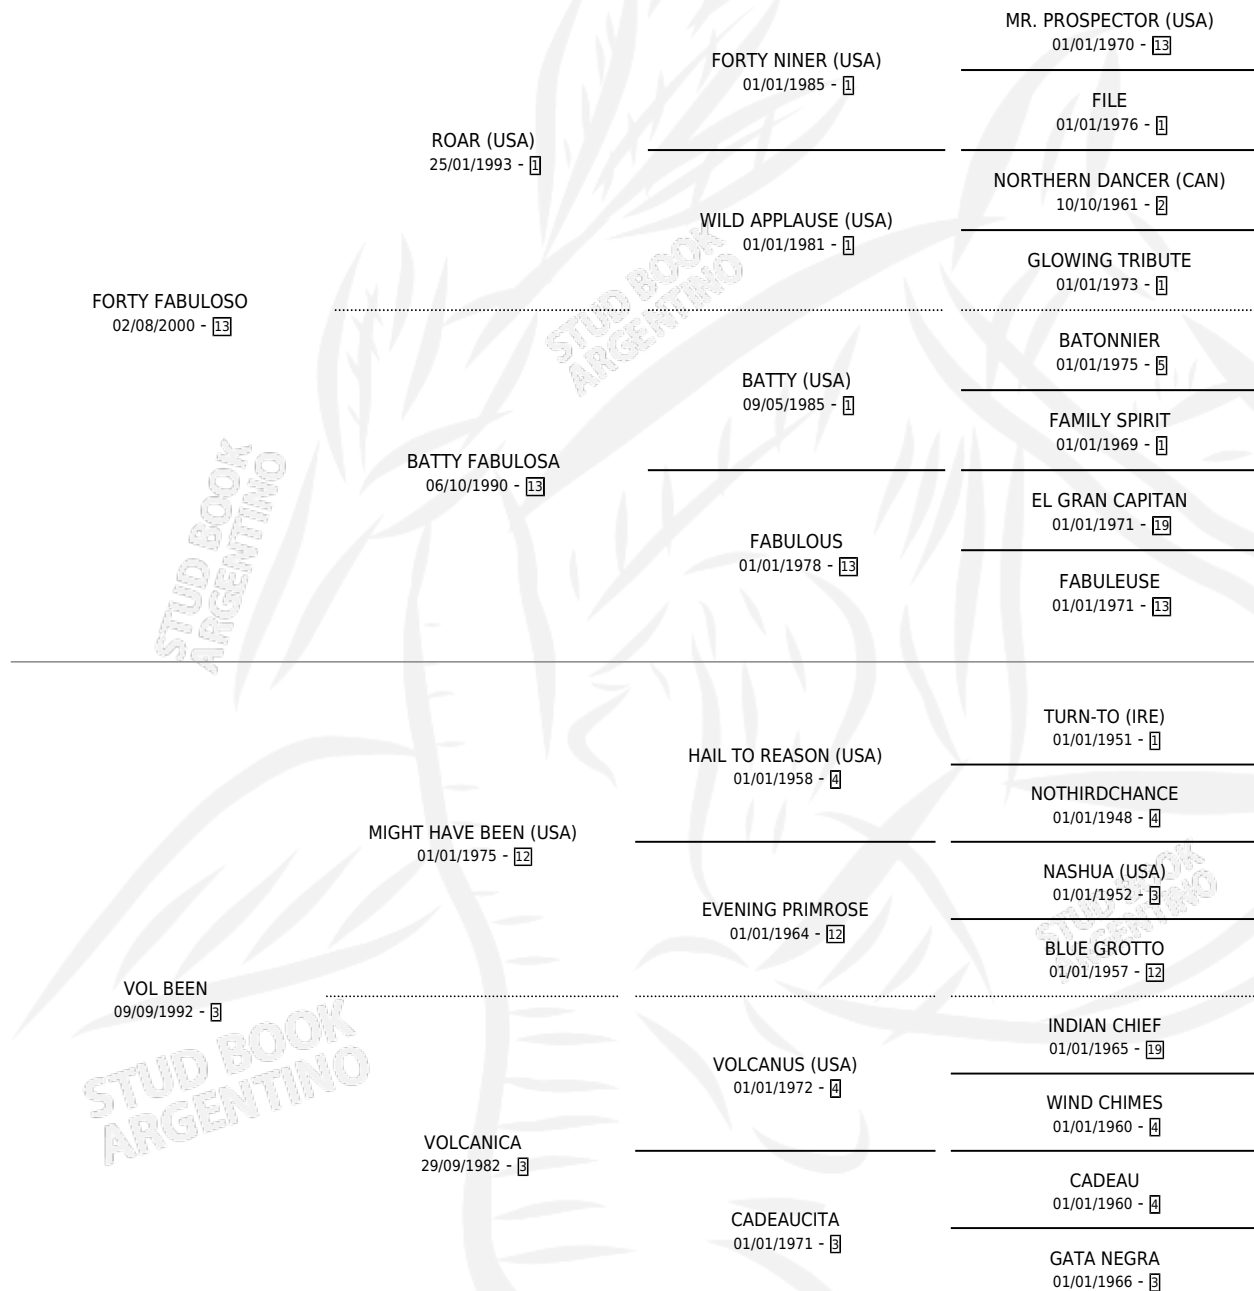 MR. PROSPECTOR (USA)
01/01/1970 - 13
FORTY NINER (USA)
01/01/1985 - 1
FILE
01/01/1976 - 1
ROAR (USA)
25/01/1993 - 1
NORTHERN DANCER (CAN)
10/10/1961 - 2
WILD APPLAUSE (USA)
01/01/1981 - 1
GLOWING TRIBUTE
01/01/1973 - 1
FORTY FABULOSO
02/08/2000 - 13
STUD BOOK
ARGENTINO
BATONNIER
01/01/1975 - 5
BATTY (USA)
09/05/1985 - 1
FAMILY SPIRIT
01/01/1969 - 1
BATTY FABULOSA
06/10/1990 - 13
EL GRAN CAPITAN
01/01/1971 - 19
FABULOUS
01/01/1978 - 13
FABULEUSE
01/01/1971 - 13
STUD BOOK
ARGENTINO
TURN-TO (IRE)
01/01/1951 - 1
HAIL TO REASON (USA)
01/01/1958 - 4
NOTHIRDCHANCE
01/01/1948 - 4
MIGHT HAVE BEEN (USA)
01/01/1975 - 12
NASHUA (USA)
01/01/1952 - 3
EVENING PRIMROSE
01/01/1964 - 12
STUD BOOK
ARGENTINO
BLUE GROTTO
01/01/1957 - 12
VOL BEEN
09/09/1992 - 3
STUD BOOK
ARGENTINO
INDIAN CHIEF
01/01/1965 - 19
VOLCANUS (USA)
01/01/1972 - 4
WIND CHIMES
01/01/1960 - 4
VOLCANICA
29/09/1982 - 3
CADEAU
01/01/1960 - 4
CADEAUCITA
01/01/1971 - 3
GATA NEGRA
01/01/1966 - 3